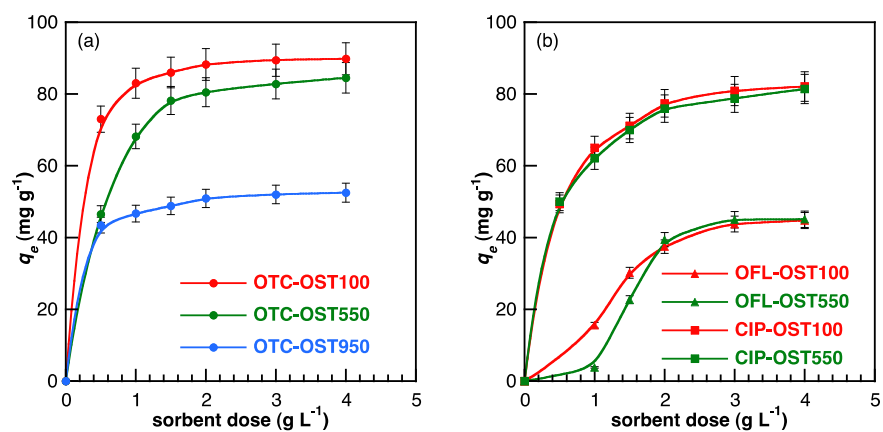 (a)
100
80
60
40
20
0
qe (mg g-1)
OTC-OST100
OTC-OST550
OTC-OST950
0 1 2 3 4 5
sorbent dose (g L-1)
(b)
100
80
60
40
20
0
qe (mg g-1)
OFL-OST100
OFL-OST550
CIP-OST100
CIP-OST550
0 1 2 3 4 5
sorbent dose (g L-1)